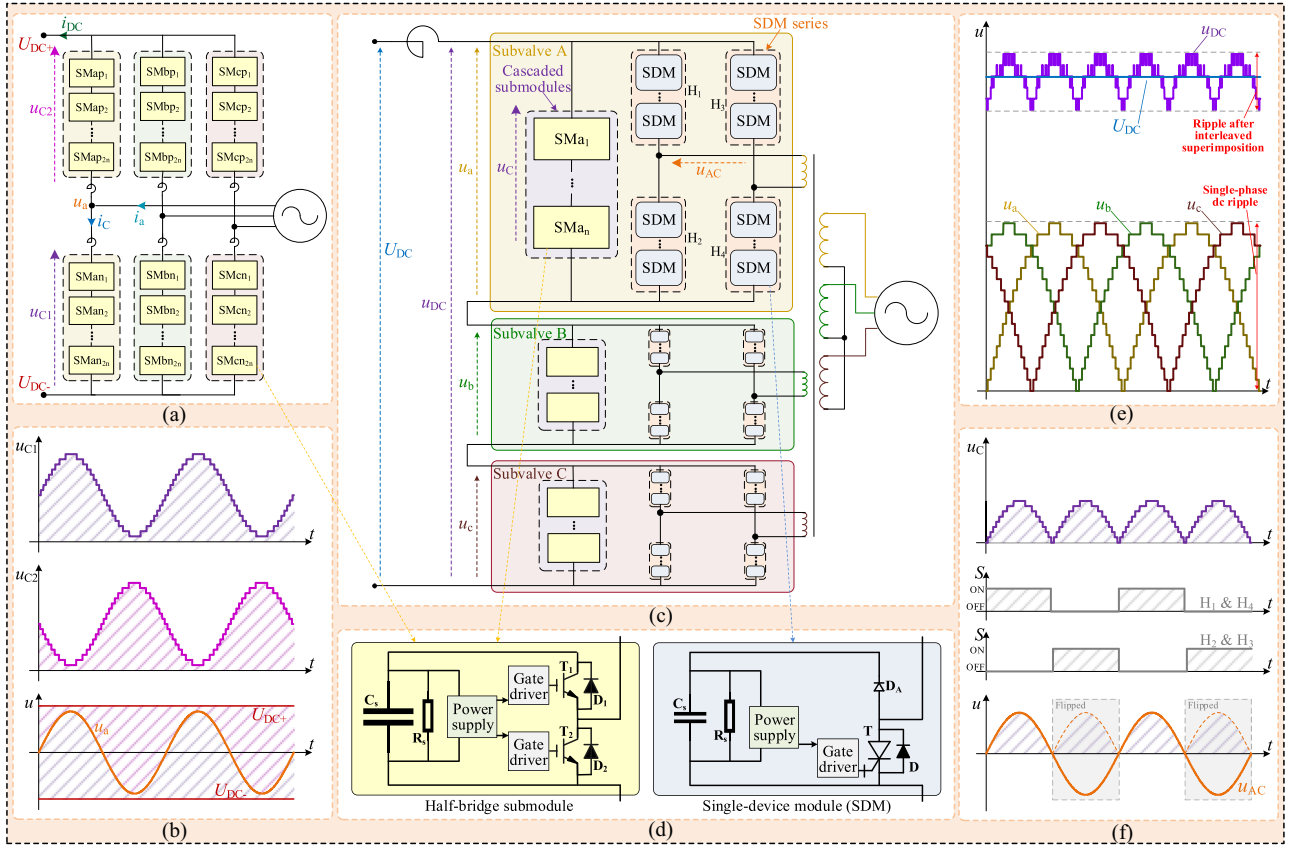 i_DC
U_DC+
SMap₁
SMbp₁
SMcp₁
u_C2
SMap₂
SMbp₂
SMcp₂
SMap₂ₙ
SMbp₂ₙ
SMcp₂ₙ
u_a
i_a
i_C
SMan₁
SMbn₁
SMcn₁
u_C1
SMan₂
SMbn₂
SMcn₂
SMan₂ₙ
SMbn₂ₙ
SMcn₂ₙ
U_DC-
(a)
u_C1
t
u_C2
t
u
U_DC+
u_a
t
U_DC-
(b)
SDM series
Subvalve A
Cascaded
submodules
SDM
SDM
H₁
H₃
SDM
SDM
SMa₁
u_C
u_a
u_AC
SMaₙ
SDM
SDM
H₂
H₄
SDM
SDM
U_DC
u_DC
Subvalve B
u_b
Subvalve C
u_c
(c)
C_s
R_s
Power
supply
Gate
driver
T₁
D₁
Gate
driver
T₂
D₂
Half-bridge submodule
C_s
R_s
Power
supply
Gate
driver
D_A
T
D
Single-device module (SDM)
(d)
u
u_DC
U_DC
Ripple after
interleaved
superimposition
Single-phase
dc ripple
u_a
u_b
u_c
t
(e)
u_C
t
S
ON
OFF
H₁ & H₄
t
S
H₂ & H₃
ON
OFF
t
u
Flipped
Flipped
t
u_AC
(f)